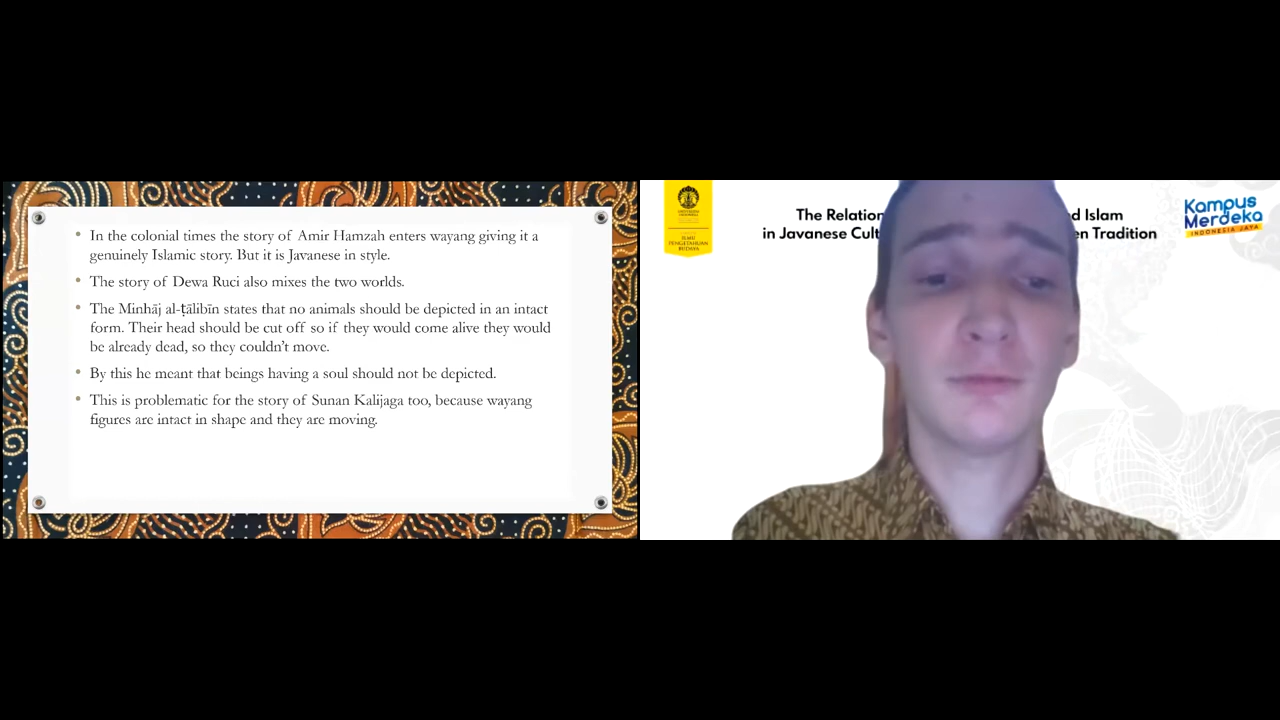 In the colonial times the story of Amir Hamzah enters wayang giving it a
genuinely Islamic story. But it is Javanese in style.
The story of Dewa Ruci also mixes the two worlds.
The Minhāj al-ṭālibīn states that no animals should be depicted in an intact
form. Their head should be cut off so if they would come alive they would
be already dead, so they couldn’t move.
By this he meant that beings having a soul should not be depicted.
This is problematic for the story of Sunan Kalijaga too, because wayang
figures are intact in shape and they are moving.
ILMU
PENGETAHUAN
BUDAYA
The Relation Islam
in Javanese Tradition
Kampus
Merdeka
INDONESIA JAYA